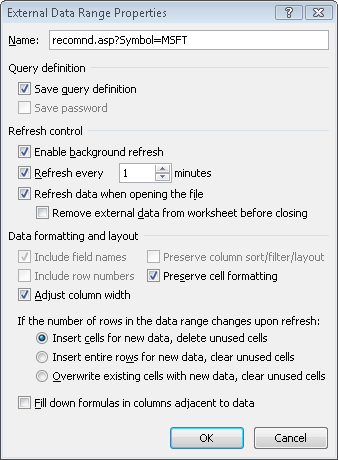 External Data Range Properties
Name: recomnd.asp?Symbol=MSFT
Query definition
Save query definition
Save password
Refresh control
Enable background refresh
Refresh every 1 minutes
Refresh data when opening the file
Remove external data from worksheet before closing
Data formatting and layout
Include field names Preserve column sort/filter/layout
Include row numbers Preserve cell formatting
Adjust column width
If the number of rows in the data range changes upon refresh:
Insert cells for new data, delete unused cells
Insert entire rows for new data, clear unused cells
Overwrite existing cells with new data, clear unused cells
Fill down formulas in columns adjacent to data
OK Cancel